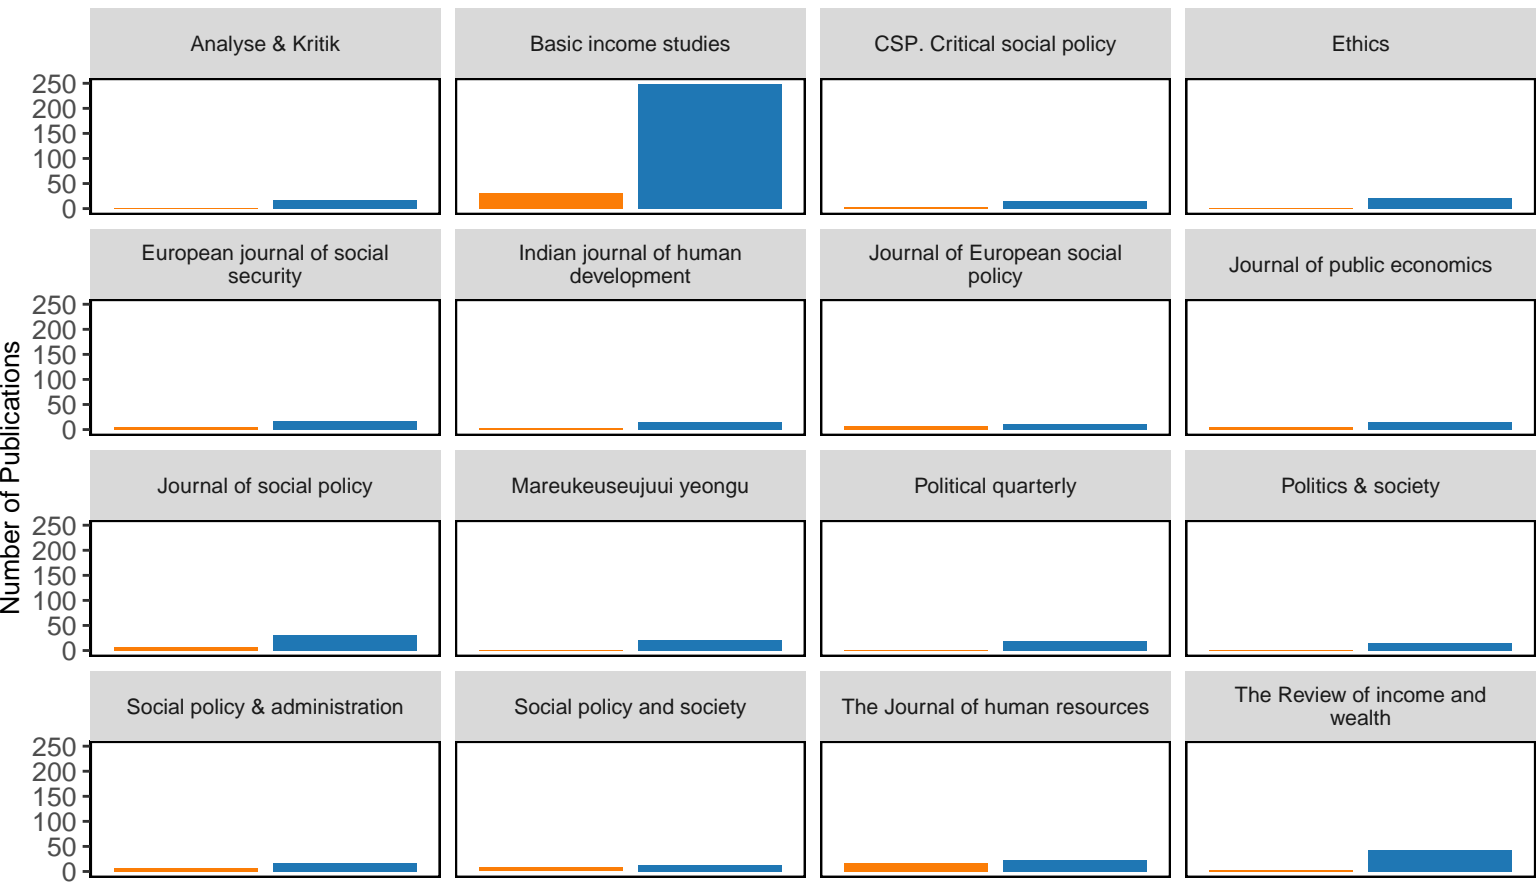 Analyse & Kritik
Basic income studies
CSP. Critical social policy
Ethics
250
200
150
100
50
0
European journal of social
security
Indian journal of human
development
Journal of European social
policy
Journal of public economics
250
200
150
100
50
0
Number of Publications
Journal of social policy
Mareukeuseujuui yeongu
Political quarterly
Politics & society
250
200
150
100
50
0
Social policy & administration
Social policy and society
The Journal of human resources
The Review of income and
wealth
250
200
150
100
50
0